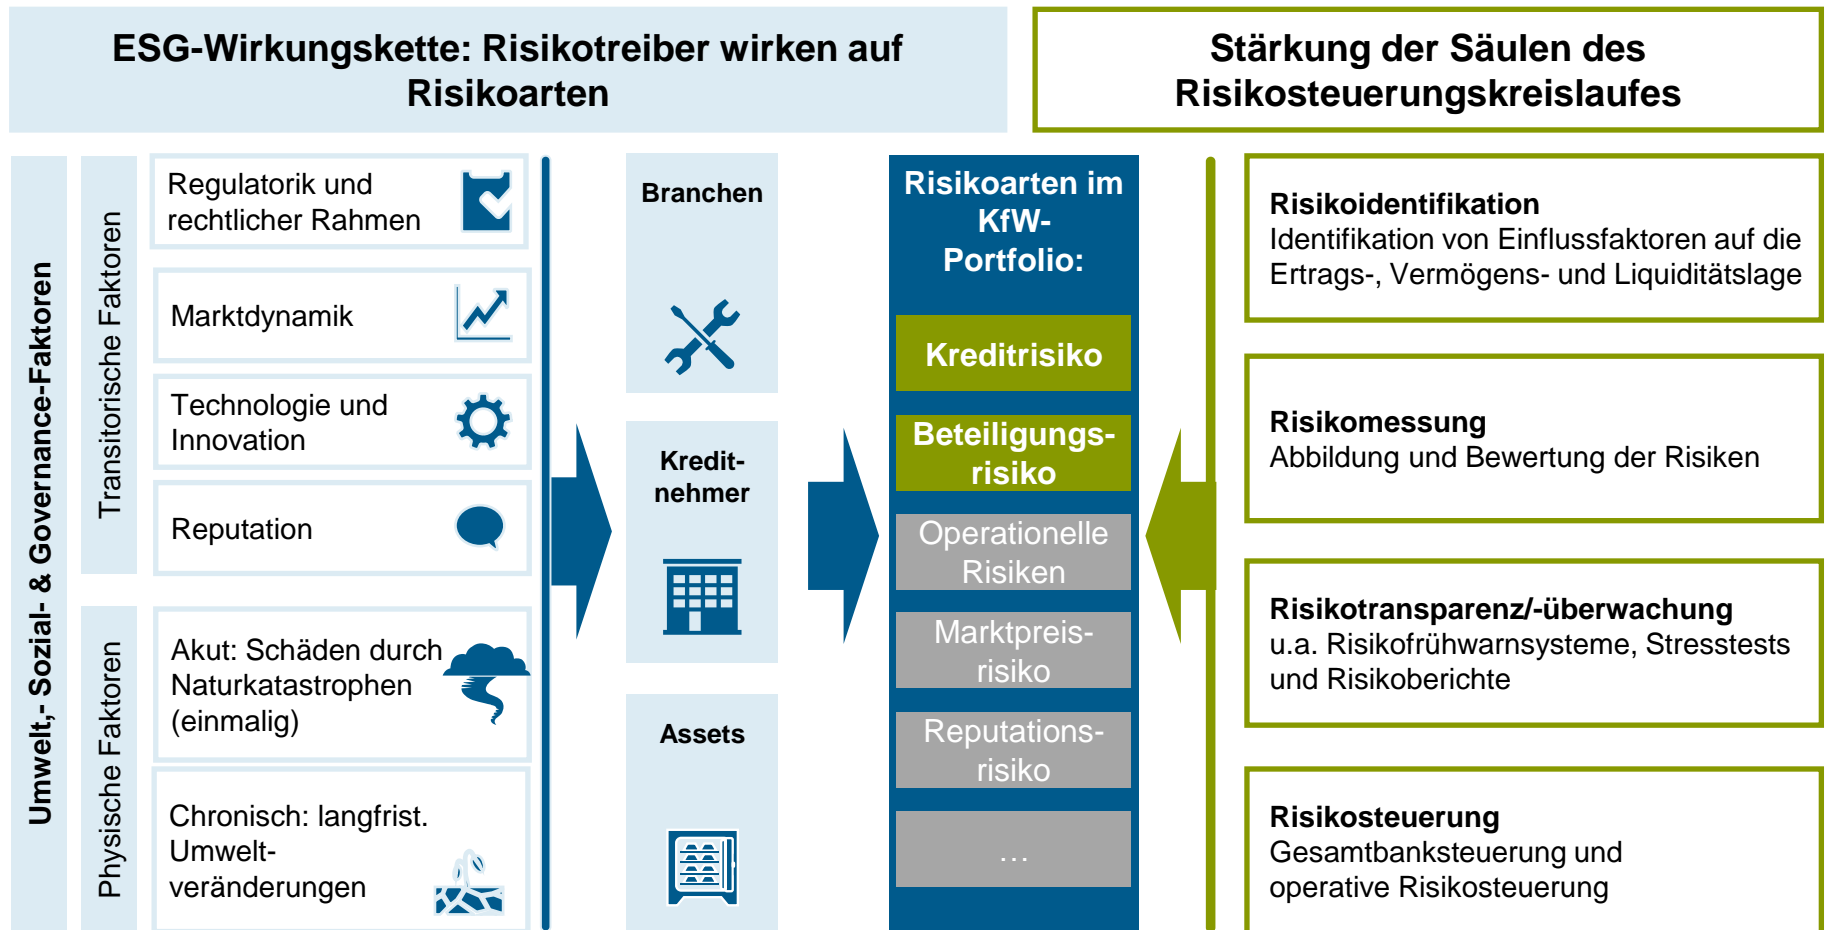 ESG-Wirkungskette: Risikotreiber wirken auf
Risikoarten
Stärkung der Säulen des
Risikosteuerungskreislaufes
Umwelt,- Sozial- & Governance-Faktoren
Transitorische Faktoren
Regulatorik und
rechtlicher Rahmen
Marktdynamik
Technologie und
Innovation
Reputation
Physische Faktoren
Akut: Schäden durch
Naturkatastrophen
(einmalig)
Chronisch: langfrist.
Umwelt-
veränderungen
Branchen
Kredit-
nehmer
Assets
Risikoarten im
KfW-
Portfolio:
Kreditrisiko
Beteiligungs-
risiko
Operationelle
Risiken
Marktpreis-
risiko
Reputations-
risiko
…
Risikoidentifikation
Identifikation von Einflussfaktoren auf die
Ertrags-, Vermögens- und Liquiditätslage
Risikomessung
Abbildung und Bewertung der Risiken
Risikotransparenz/-überwachung
u.a. Risikofrühwarnsysteme, Stresstests
und Risikoberichte
Risikosteuerung
Gesamtbanksteuerung und
operative Risikosteuerung